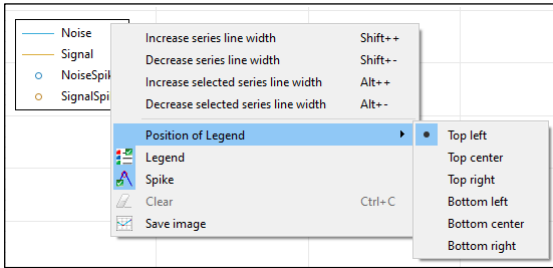 Noise
Signal
NoiseSpi
SignalSpi
Increase series line width Shift++
Decrease series line width Shift+-
Increase selected series line width Alt++
Decrease selected series line width Alt+-
Position of Legend
Legend
Spike
Clear Ctrl+C
Save image
Top left
Top center
Top right
Bottom left
Bottom center
Bottom right